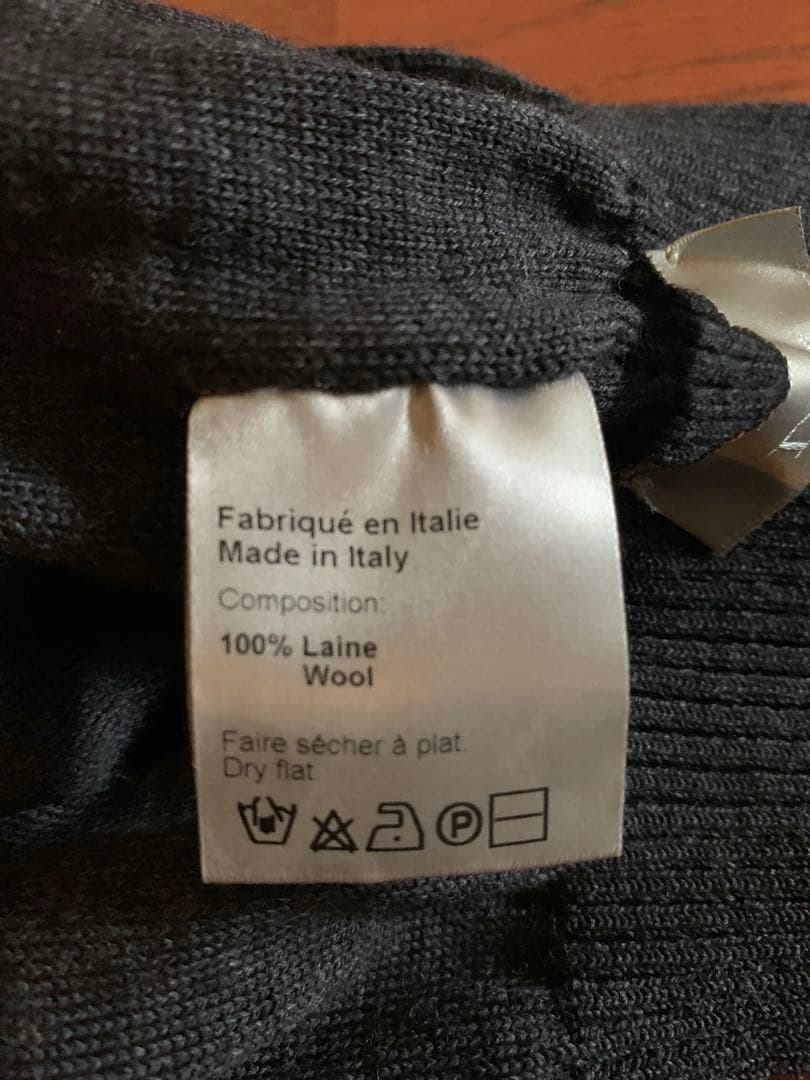 Fabriqué en Italie
Made in Italy
Composition:
100% Laine
Wool
Faire sécher à plat.
Dry flat.
P